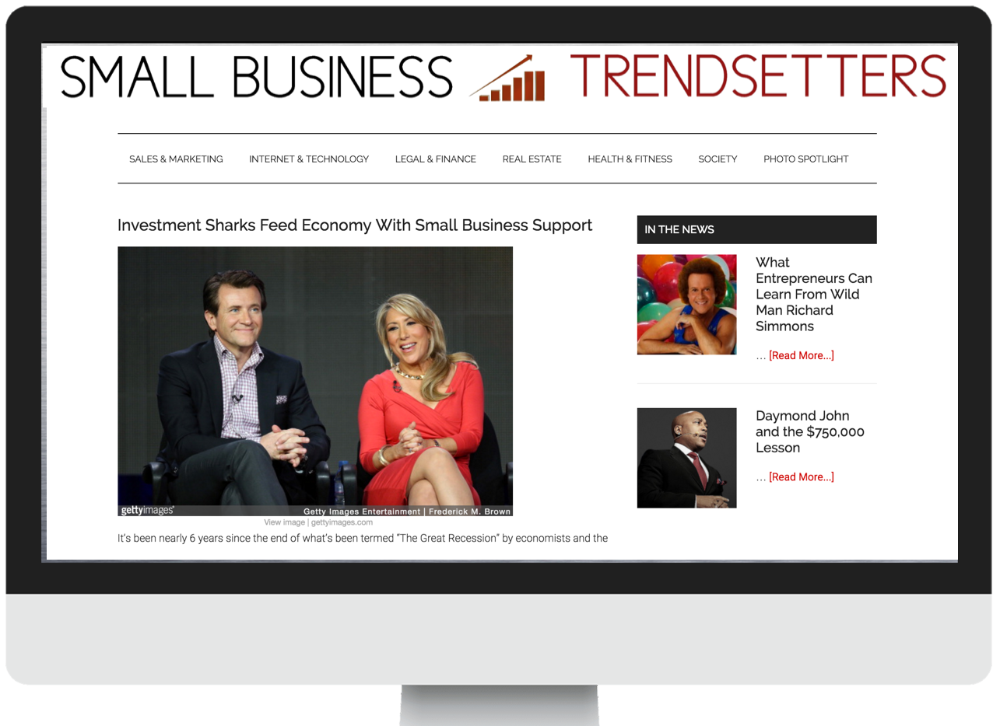 SMALL BUSINESS TRENDSETTERS
SALES & MARKETING INTERNET & TECHNOLOGY LEGAL & FINANCE REAL ESTATE HEALTH & FITNESS SOCIETY PHOTO SPOTLIGHT
Investment Sharks Feed Economy With Small Business Support
gettyimages®
Getty Images Entertainment | Frederick M. Brown
View image | gettyimages.com
It's been nearly 6 years since the end of what's been termed "The Great Recession" by economists and the
IN THE NEWS
What
Entrepreneurs Can
Learn From Wild
Man Richard
Simmons
… [Read More...]
Daymond John
and the $750,000
Lesson
… [Read More...]